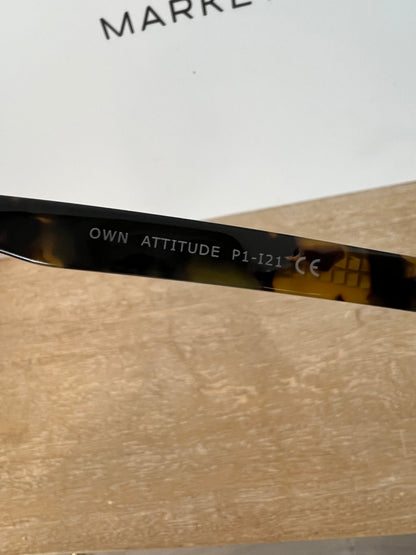 MARKE
OWN ATTITUDE P1-I21 CE